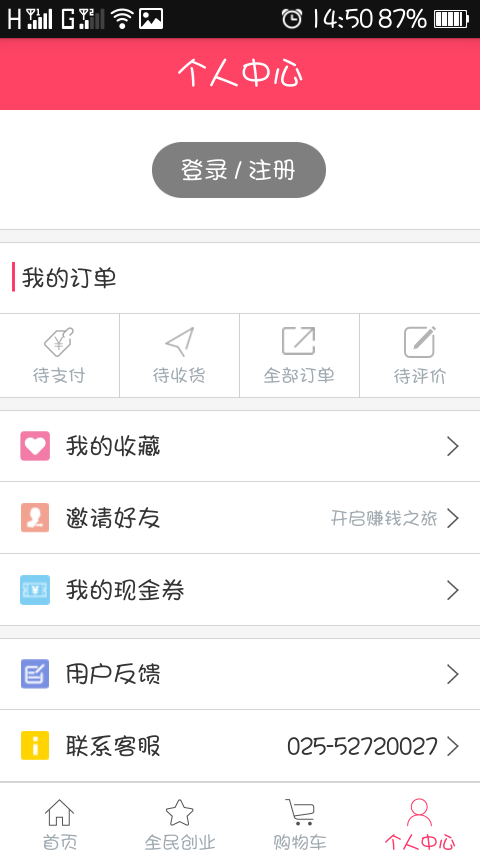 H G 14:50 87%
个人中心
登录 / 注册
我的订单
待支付 待收货 全部订单 待评价
我的收藏
邀请好友 开启赚钱之旅
我的现金券
用户反馈
联系客服 025-52720027
首页 全民创业 购物车 个人中心